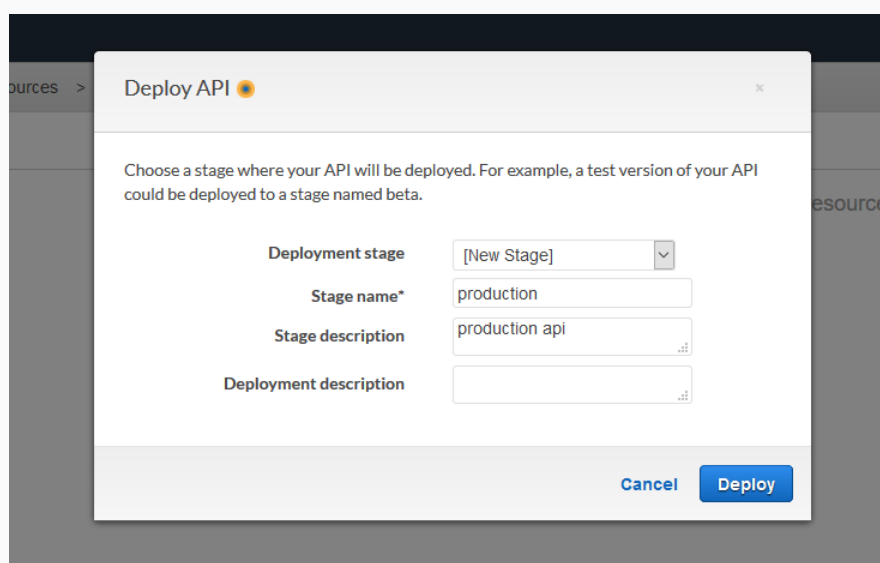 ources >
Deploy API
×
Choose a stage where your API will be deployed. For example, a test version of your API
could be deployed to a stage named beta.
esource
Deployment stage [New Stage]
Stage name* production
Stage description production api
Deployment description
Cancel Deploy